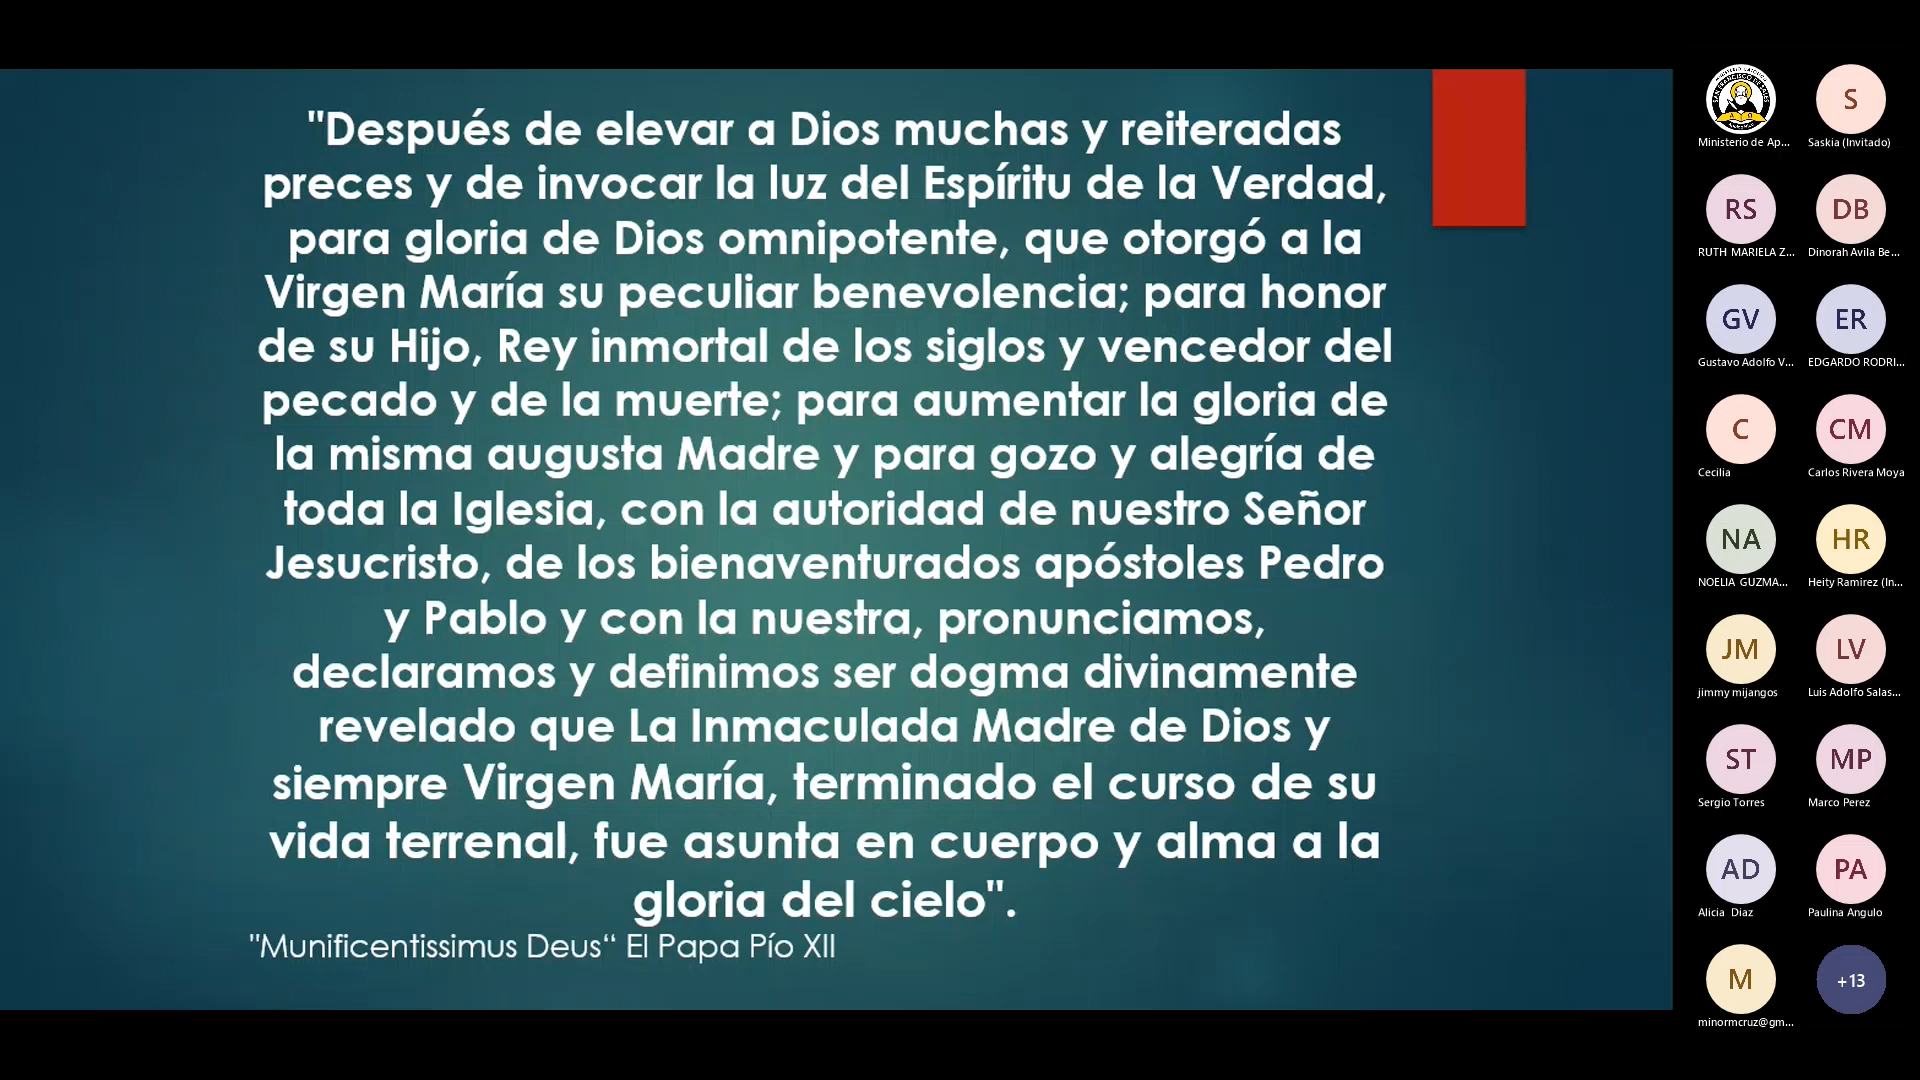 "Después de elevar a Dios muchas y reiteradas
preces y de invocar la luz del Espíritu de la Verdad,
para gloria de Dios omnipotente, que otorgó a la
Virgen María su peculiar benevolencia; para honor
de su Hijo, Rey inmortal de los siglos y vencedor del
pecado y de la muerte; para aumentar la gloria de
la misma augusta Madre y para gozo y alegría de
toda la Iglesia, con la autoridad de nuestro Señor
Jesucristo, de los bienaventurados apóstoles Pedro
y Pablo y con la nuestra, pronunciamos,
declaramos y definimos ser dogma divinamente
revelado que La Inmaculada Madre de Dios y
siempre Virgen María, terminado el curso de su
vida terrenal, fue asunta en cuerpo y alma a la
gloria del cielo".
"Munificentissimus Deus“ El Papa Pío XII
Ministerio de Ap...
S
Saskia (Invitado)
RS
RUTH MARIELA Z...
DB
Dinorah Avila Be...
GV
Gustavo Adolfo V...
ER
EDGARDO RODRI...
C
Cecilia
CM
Carlos Rivera Moya
NA
NOELIA GUZMA...
HR
Heity Ramirez (In...
JM
jimmy mijangos
LV
Luis Adolfo Salas...
ST
Sergio Torres
MP
Marco Perez
AD
Alicia Diaz
PA
Paulina Angulo
M
minormcruz@gm...
+13